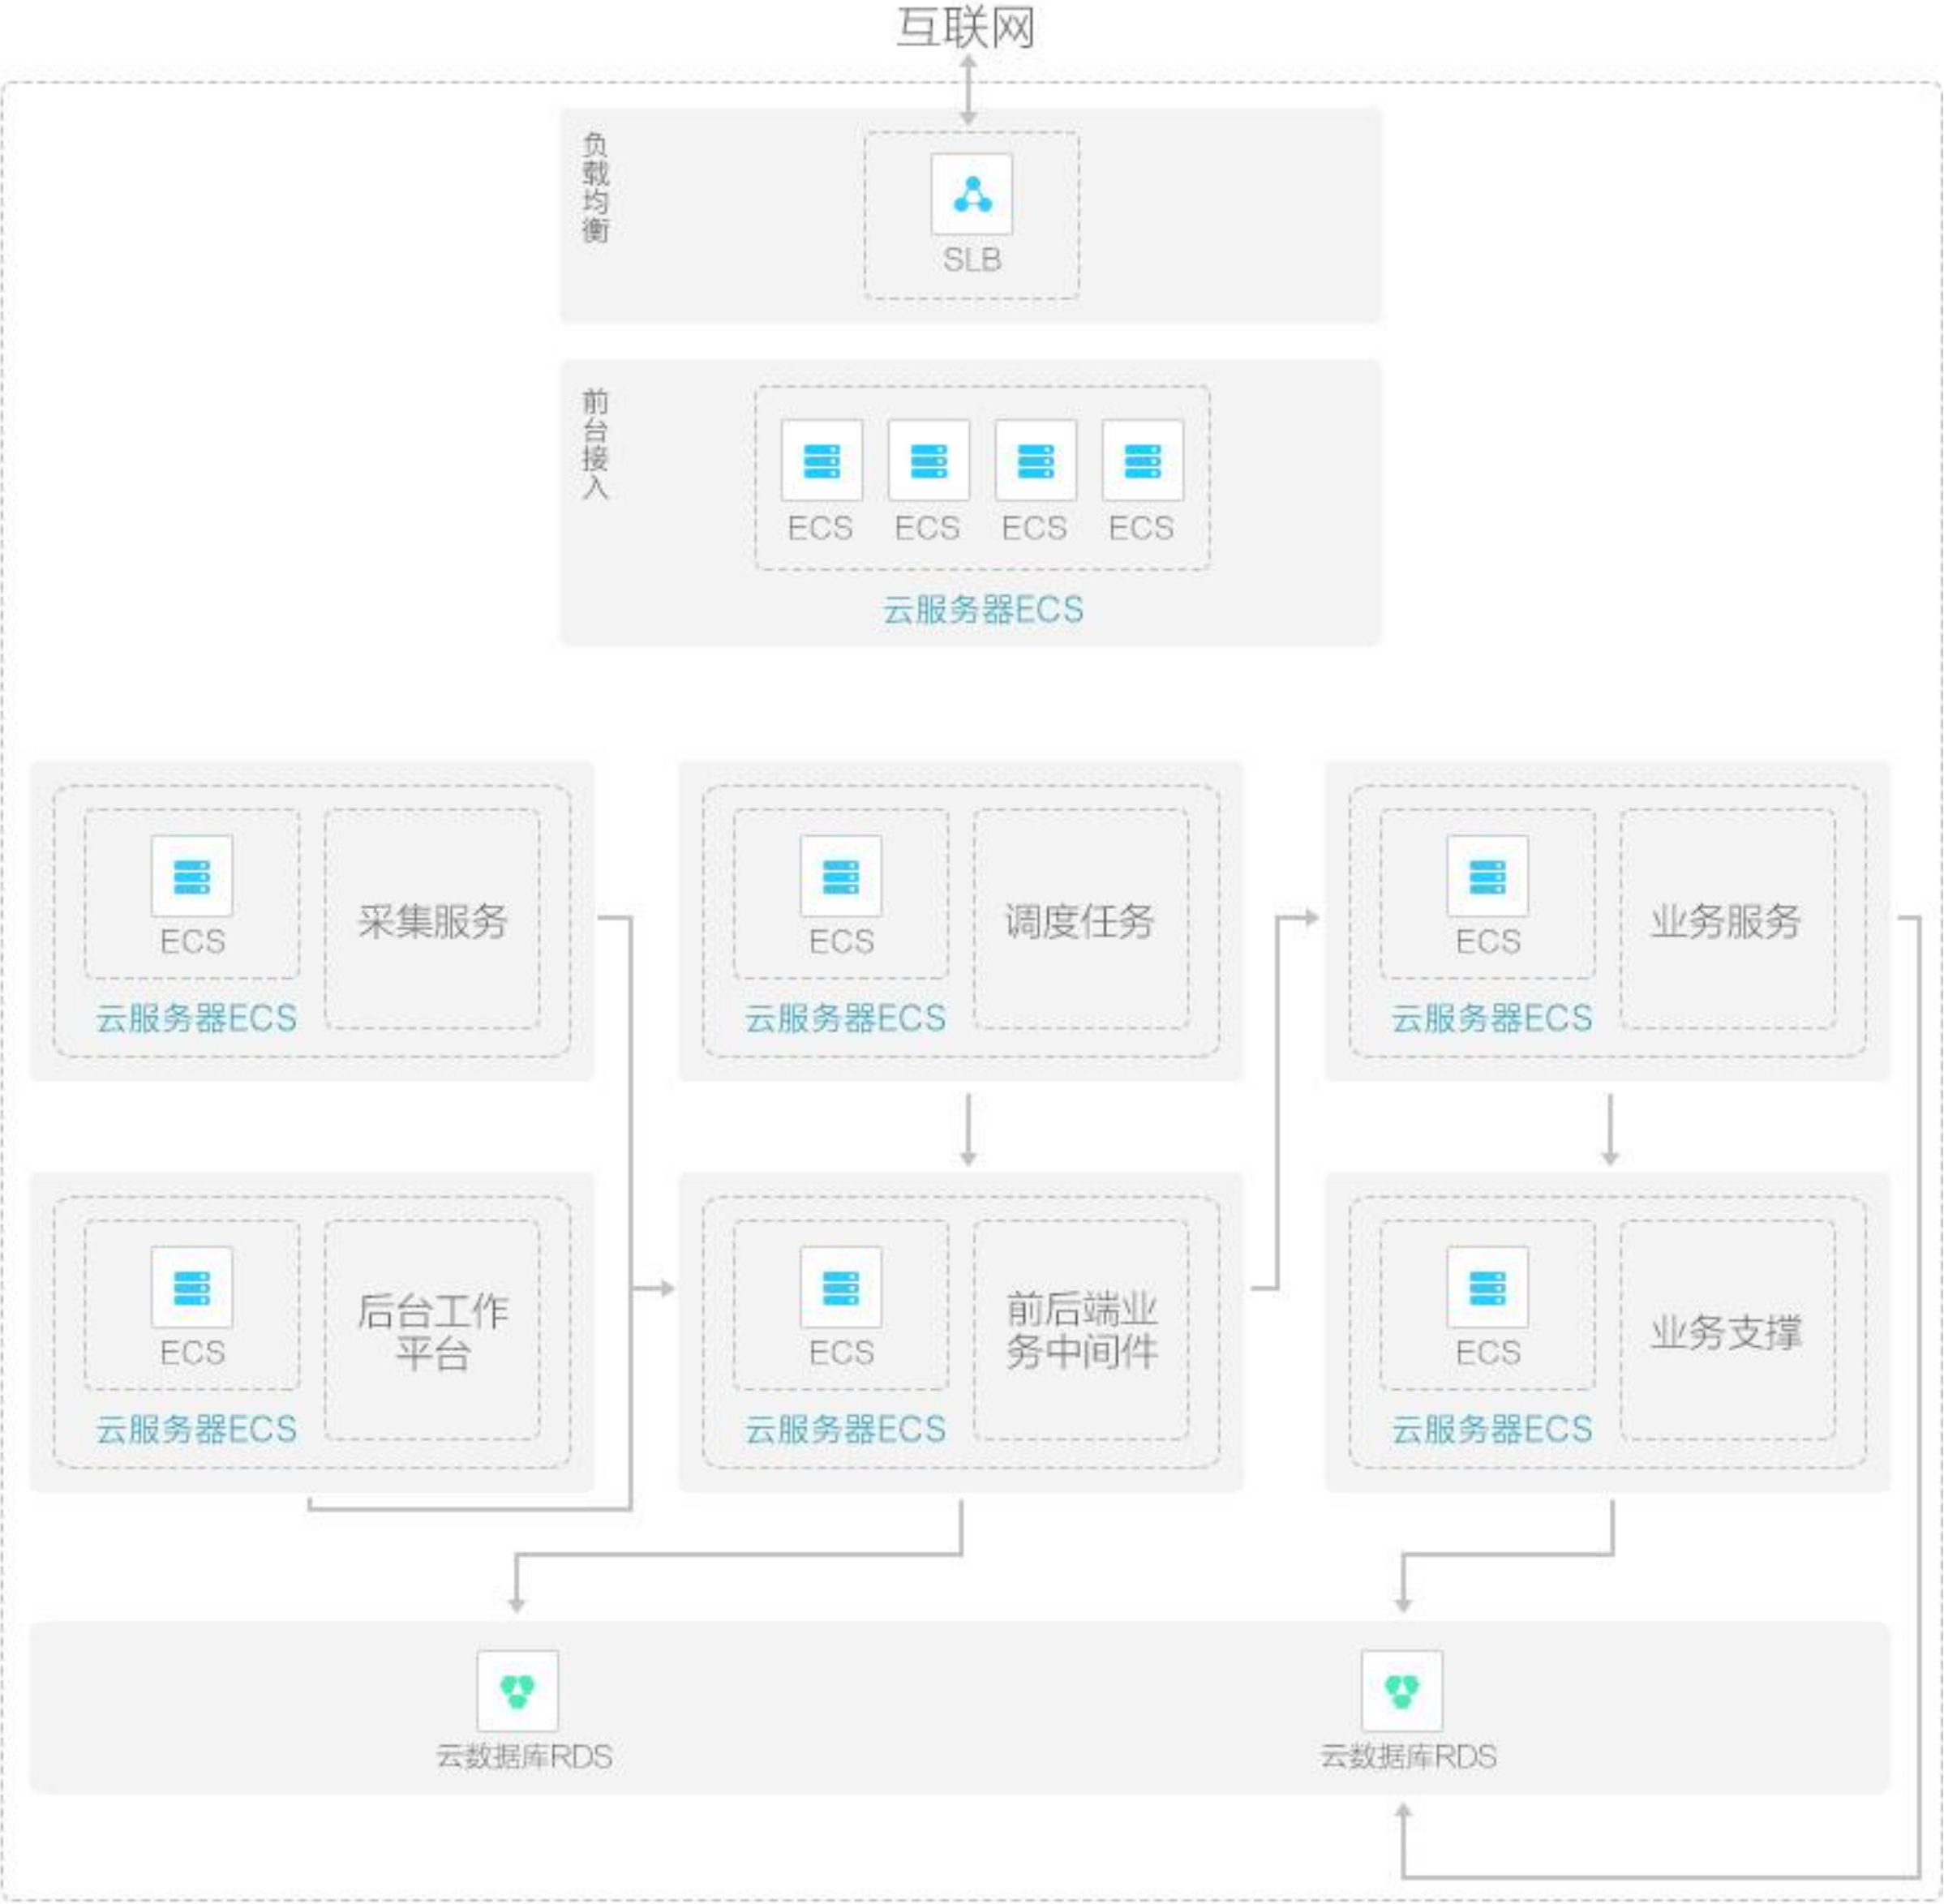 互联网
负载均衡
SLB
前台接入
ECS ECS ECS ECS
云服务器ECS
ECS
采集服务
云服务器ECS
ECS
调度任务
云服务器ECS
ECS
业务服务
云服务器ECS
ECS
后台工作
平台
云服务器ECS
ECS
前后端业
务中间件
云服务器ECS
ECS
业务支撑
云服务器ECS
云数据库RDS
云数据库RDS